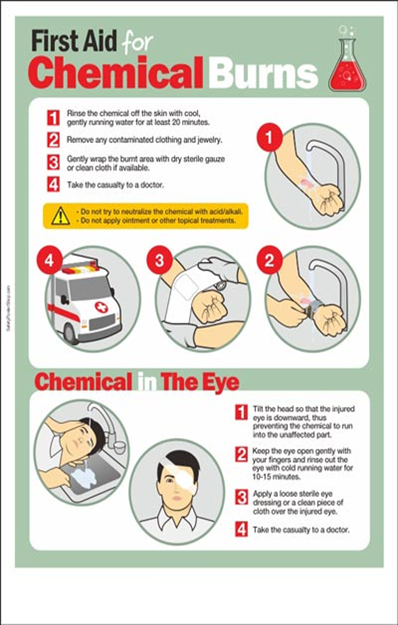 First Aid for
Chemical Burns
1 Rinse the chemical off the skin with cool,
gently running water for at least 20 minutes.
2 Remove any contaminated clothing and jewelry.
3 Gently wrap the burnt area with dry sterile gauze
or clean cloth if available.
4 Take the casualty to a doctor.
- Do not try to neutralize the chemical with acid/alkali.
- Do not apply ointment or other topical treatments.
1
4
3
2
SafetyPosterShop.com
Chemical in The Eye
1 Tilt the head so that the injured
eye is downward, thus
preventing the chemical to run
into the unaffected part.
2 Keep the eye open gently with
your fingers and rinse out the
eye with cold running water for
10-15 minutes.
3 Apply a loose sterile eye
dressing or a clean piece of
cloth over the injured eye.
4 Take the casualty to a doctor.